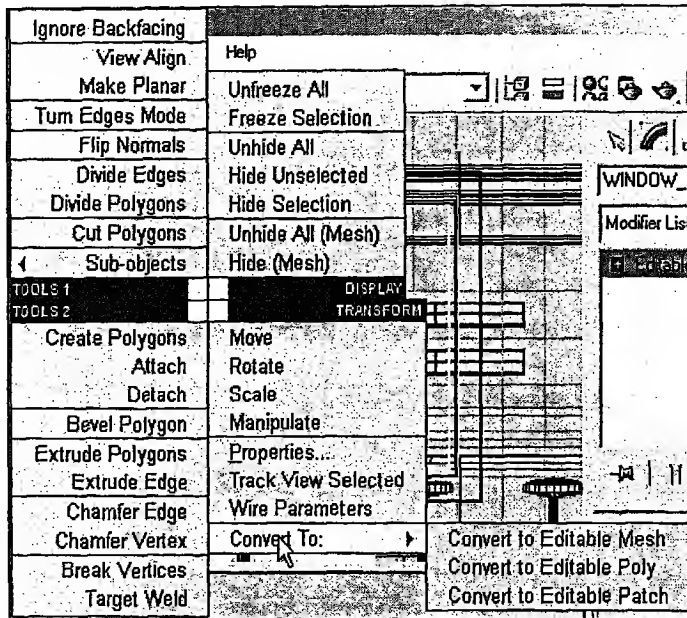 Ignore Backfacing
View Align
Make Planar
Turn Edges Mode
Flip Normals
Divide Edges
Divide Polygons
Cut Polygons
Sub-objects
TOOLS 1
TOOLS 2
Create Polygons
Attach
Detach
Bevel Polygon
Extrude Polygons
Extrude Edge
Chamfer Edge
Chamfer Vertex
Break Vertices
Target Weld
Help
Unfreeze All
Freeze Selection
Unhide All
Hide Unselected
Hide Selection
Unhide All (Mesh)
Hide (Mesh)
DISPLAY
TRANSFORM
Move
Rotate
Scale
Manipulate
Properties...
Track View Selected
Wire Parameters
Convert To:
Convert to Editable Mesh
Convert to Editable Poly
Convert to Editable Patch
WINDOW_
Modifier Lis
Editabl